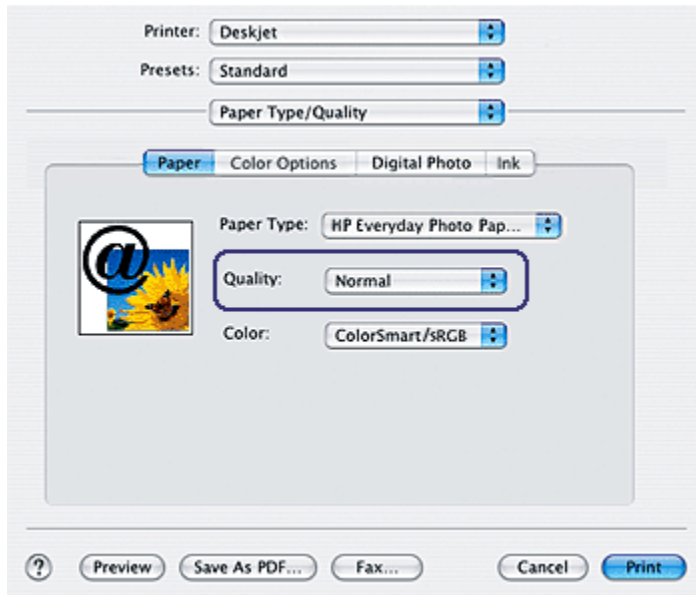 Printer: Deskjet
Presets: Standard
Paper Type/Quality
Paper Color Options Digital Photo Ink
Paper Type: HP Everyday Photo Pap...
@
Quality: Normal
Color: ColorSmart/sRGB
? Preview Save As PDF... Fax... Cancel Print